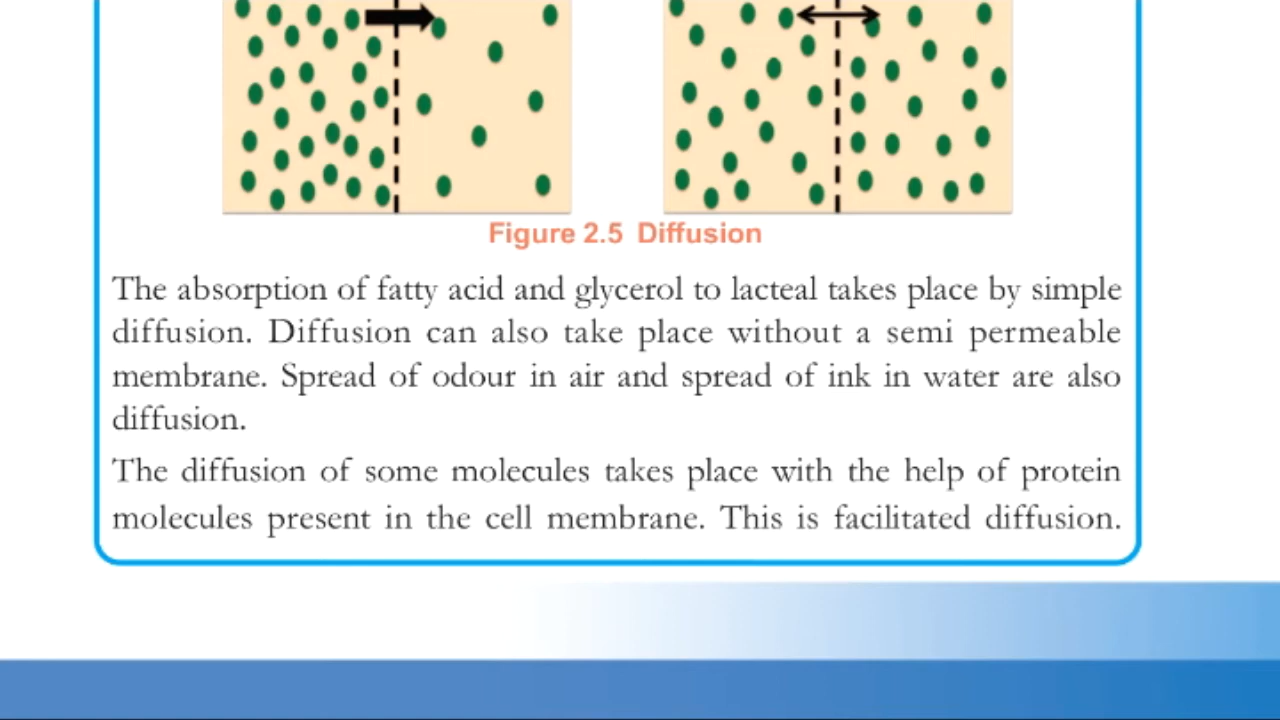 Figure 2.5 Diffusion
The absorption of fatty acid and glycerol to lacteal takes place by simple
diffusion. Diffusion can also take place without a semi permeable
membrane. Spread of odour in air and spread of ink in water are also
diffusion.
The diffusion of some molecules takes place with the help of protein
molecules present in the cell membrane. This is facilitated diffusion.